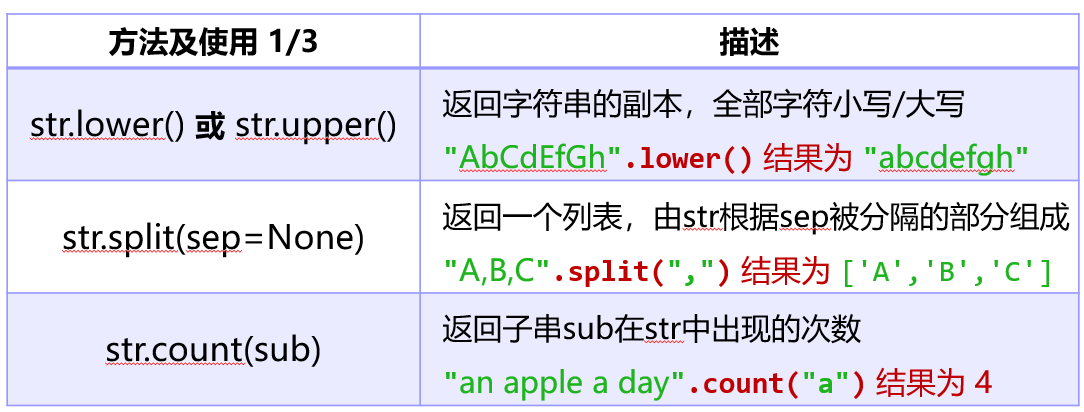 方法及使用 1/3 描述
str.lower() 或 str.upper()
返回字符串的副本，全部字符小写/大写
"AbCdEfGh".lower() 结果为 "abcdefgh"
str.split(sep=None)
返回一个列表，由str根据sep被分隔的部分组成
"A,B,C".split(",") 结果为 ['A','B','C']
str.count(sub)
返回子串sub在str中出现的次数
"an apple a day".count("a") 结果为 4